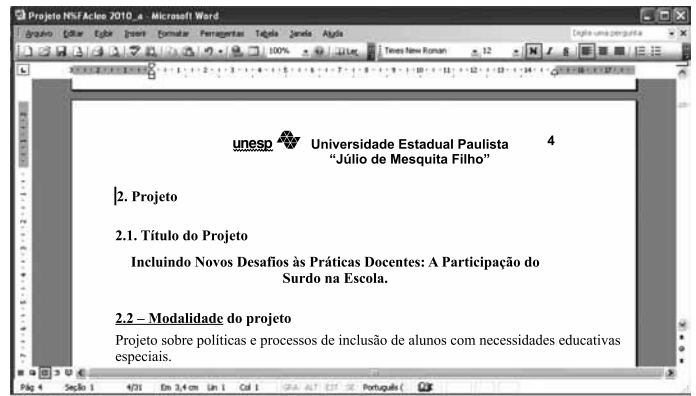 Projeto N%FAcleo 2010_a - Microsoft Word
Arquivo Editar Exibir Inserir Formatar Ferramentas Tabela Janela Ajuda Digite uma pergunta
100% Ler Times New Roman 12 N I S
unesp Universidade Estadual Paulista 4
“Júlio de Mesquita Filho”
2. Projeto
2.1. Título do Projeto
Incluindo Novos Desafios às Práticas Docentes: A Participação do
Surdo na Escola.
2.2 – Modalidade do projeto
Projeto sobre políticas e processos de inclusão de alunos com necessidades educativas
especiais.
Pág 4 Seção 1 4/31 Em 3,4 cm Lin 1 Col 1 GRA ALT EST SE Português (